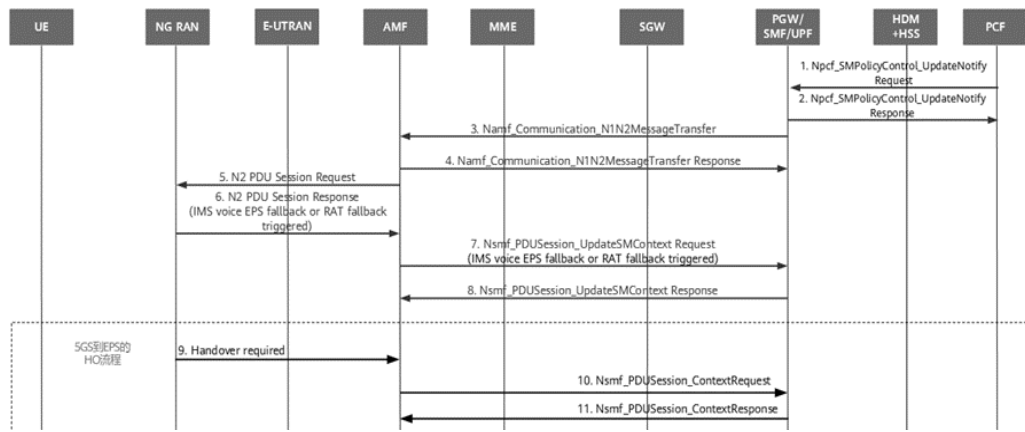 UE
NG RAN
E-UTRAN
AMF
MME
SGW
PGW/
SMF/UPF
HDM
+HSS
PCF
1. Npcf_SMPolicyControl_UpdateNotify
Request
2. Npcf_SMPolicyControl_UpdateNotify
Response
3. Namf_Communication_N1N2MessageTransfer
4. Namf_Communication_N1N2MessageTransfer Response
5. N2 PDU Session Request
6. N2 PDU Session Response
(IMS voice EPS fallback or RAT fallback
triggered)
7. Nsmf_PDUSession_UpdateSMContext Request
(IMS voice EPS fallback or RAT fallback triggered)
8. Nsmf_PDUSession_UpdateSMContext Response
5GS到EPS的
HO流程
9. Handover required
10. Nsmf_PDUSession_ContextRequest
11. Nsmf_PDUSession_ContextResponse